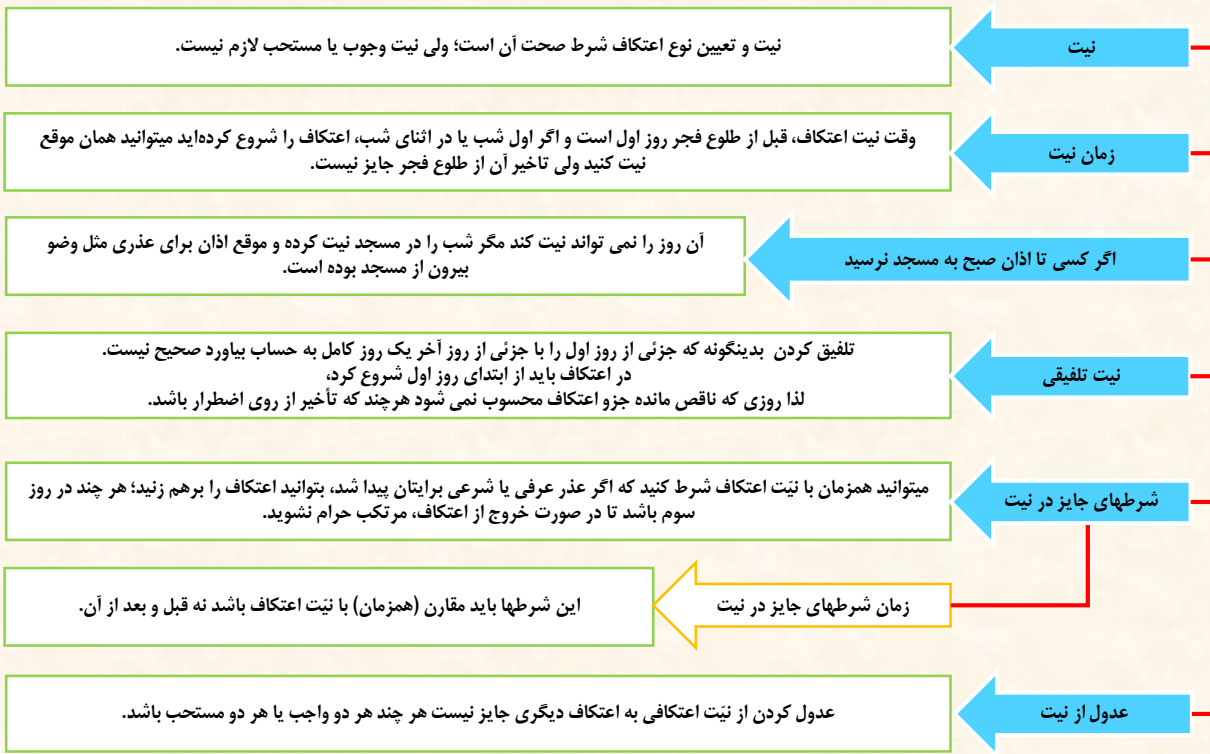 نیت
نیت و تعیین نوع اعتکاف شرط صحت آن است؛ ولی نیت وجوب یا مستحب لازم نیست.
زمان نیت
وقت نیت اعتکاف، قبل از طلوع فجر روز اول است و اگر اول شب یا در اثنای شب، اعتکاف را شروع کرده‌اید میتوانید همان موقع
نیت کنید ولی تاخیر آن از طلوع فجر جایز نیست.
اگر کسی تا اذان صبح به مسجد نرسید
آن روز را نمی تواند نیت کند مگر شب را در مسجد نیت کرده و موقع اذان برای عذری مثل وضو
بیرون از مسجد بوده است.
نیت تلفیقی
تلفیق کردن بدینگونه که جزئی از روز اول را با جزئی از روز آخر یک روز کامل به حساب بیاورد صحیح نیست.
در اعتکاف باید از ابتدای روز اول شروع کرد،
لذا روزی که ناقص مانده جزو اعتکاف محسوب نمی شود هرچند که تأخیر از روی اضطرار باشد.
شرطهای جایز در نیت
میتوانید همزمان با نیّت اعتکاف شرط کنید که اگر عذر عرفی یا شرعی برایتان پیدا شد، بتوانید اعتکاف را برهم زنید؛ هر چند در روز
سوم باشد تا در صورت خروج از اعتکاف، مرتکب حرام نشوید.
زمان شرطهای جایز در نیت
این شرطها باید مقارن (همزمان) با نیّت اعتکاف باشد نه قبل و بعد از آن.
عدول از نیت
عدول کردن از نیّت اعتکافی به اعتکاف دیگری جایز نیست هر چند هر دو واجب یا هر دو مستحب باشد.